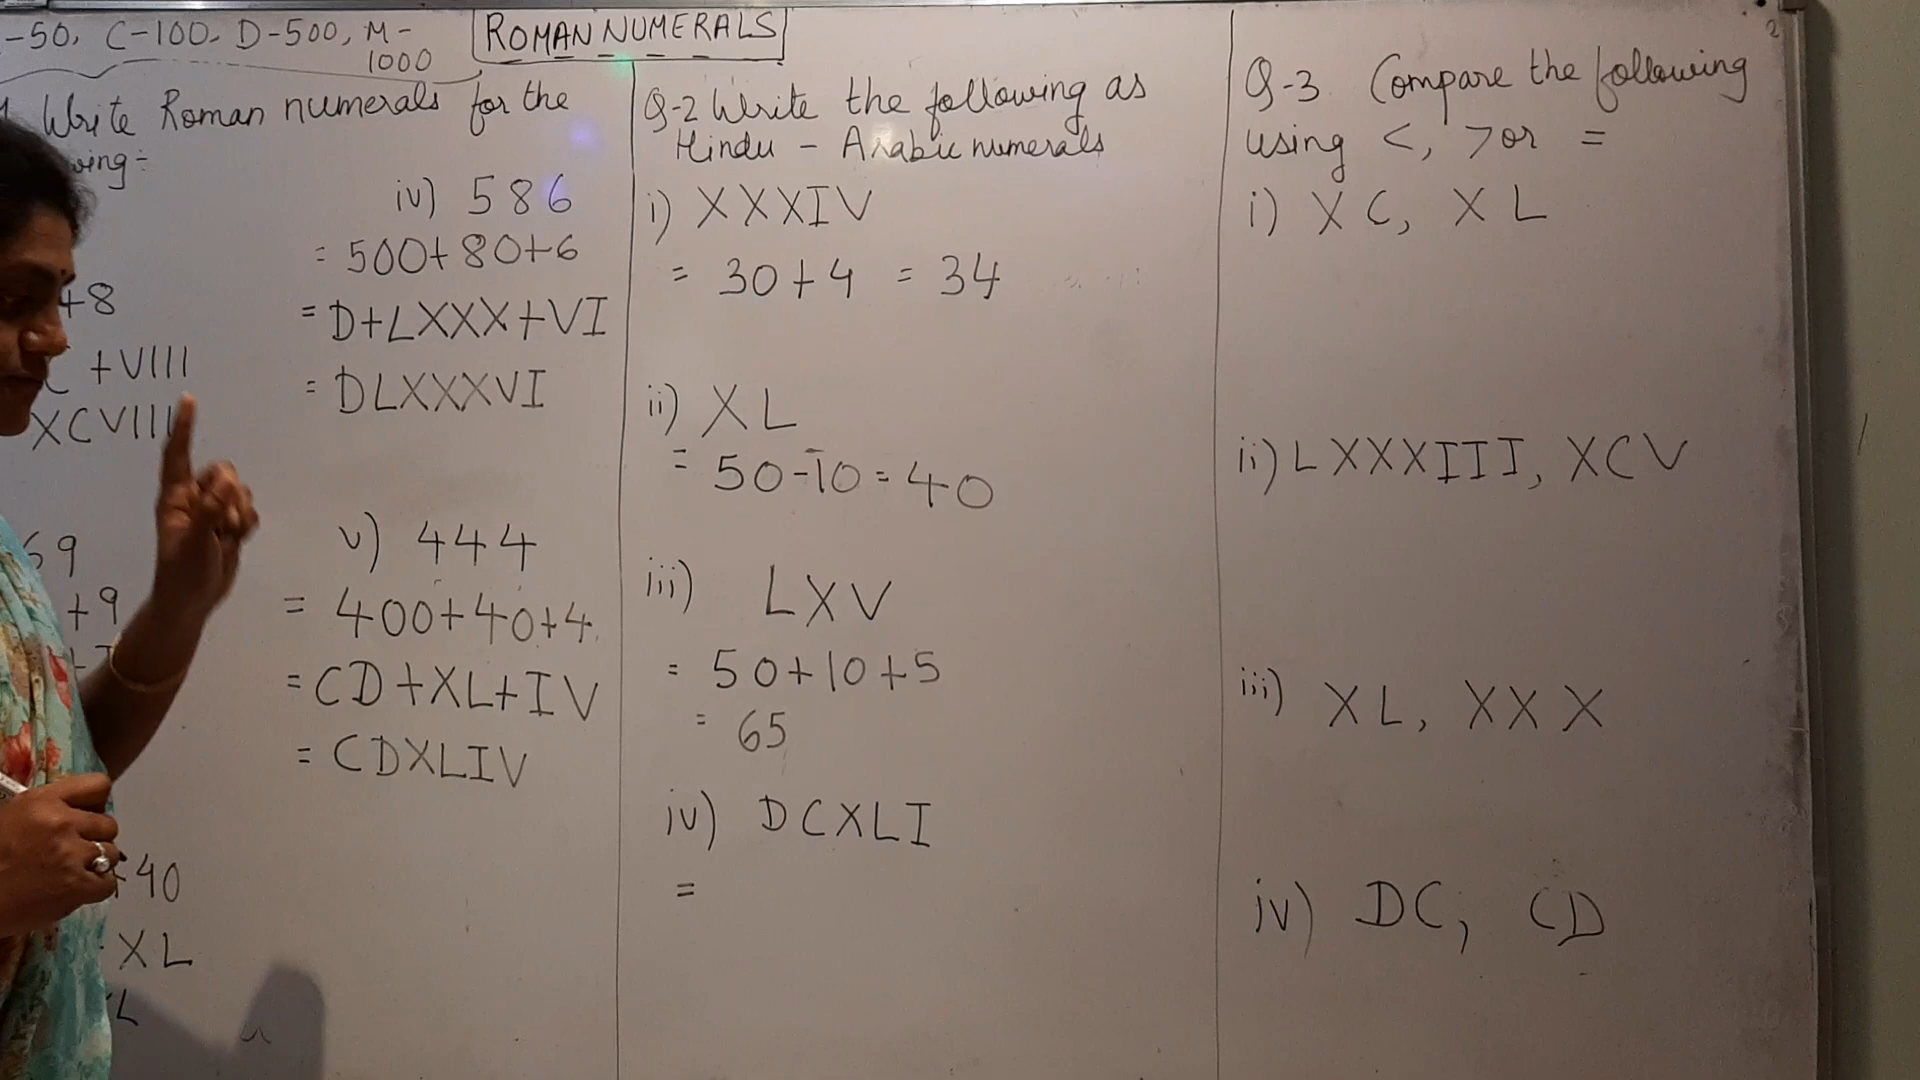 -50, C-100, D-500, M-
1000
ROMAN NUMERALS
Write Roman numerals for the
wing:-
+8
+VIII
XCVIII
69
+9
+40
XL
L
iv) 586
= 500+80+6
= D+LXXX+VI
= DLXXXVI
v) 444
= 400+40+4
= CD+XL+IV
= CDXLIV
Q-2 Write the following as
Hindu - Arabic numerals
i) XXXIV
= 30+4 = 34
ii) XL
= 50-10=40
iii) LXV
= 50+10+5
= 65
iv) DCXLI
=
Q-3 Compare the following
using <, > or =
i) XC, XL
ii) LXXXIII, XCV
iii) XL, XXX
iv) DC, CD
2